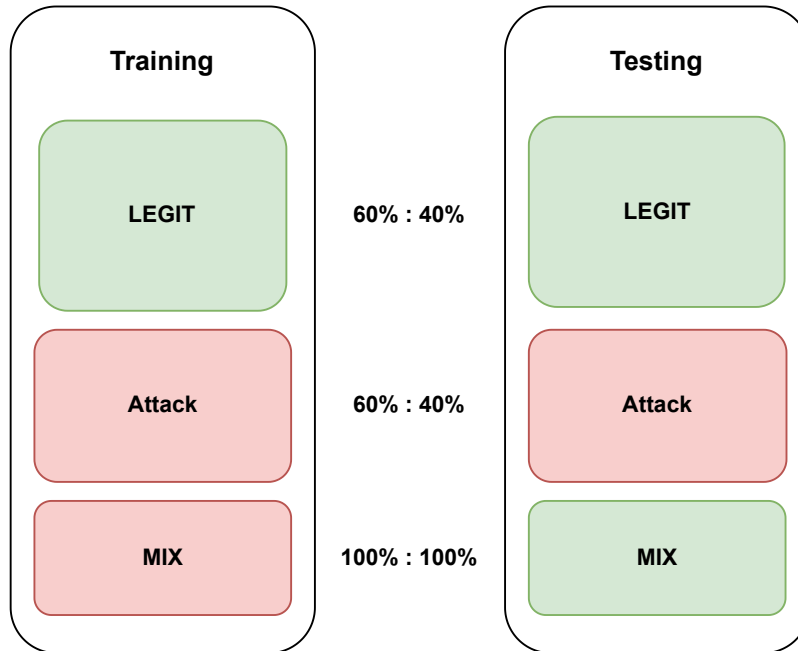 Training
LEGIT
Attack
MIX
60% : 40%
60% : 40%
100% : 100%
Testing
LEGIT
Attack
MIX